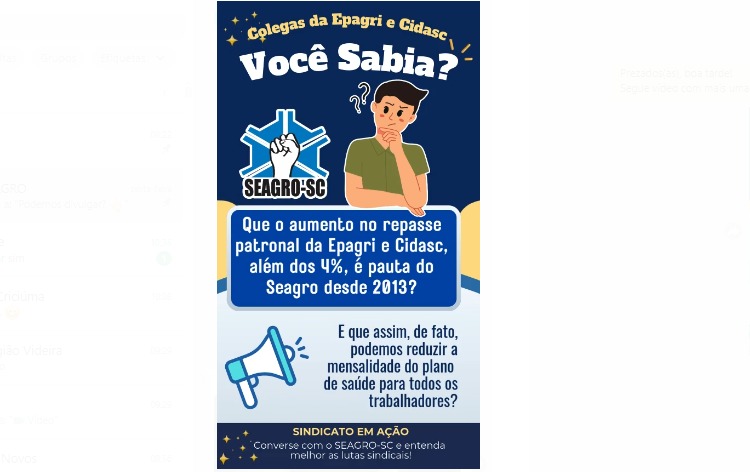 Colegas da Epagri e Cidasc
Você Sabia?
SEAGRO-SC
Que o aumento no repasse
patronal da Epagri e Cidasc,
além dos 4%, é pauta do
Seagro desde 2013?
E que assim, de fato,
podemos reduzir a
mensalidade do plano
de saúde para todos os
trabalhadores?
SINDICATO EM AÇÃO
Converse com o SEAGRO-SC e entenda
melhor as lutas sindicais!